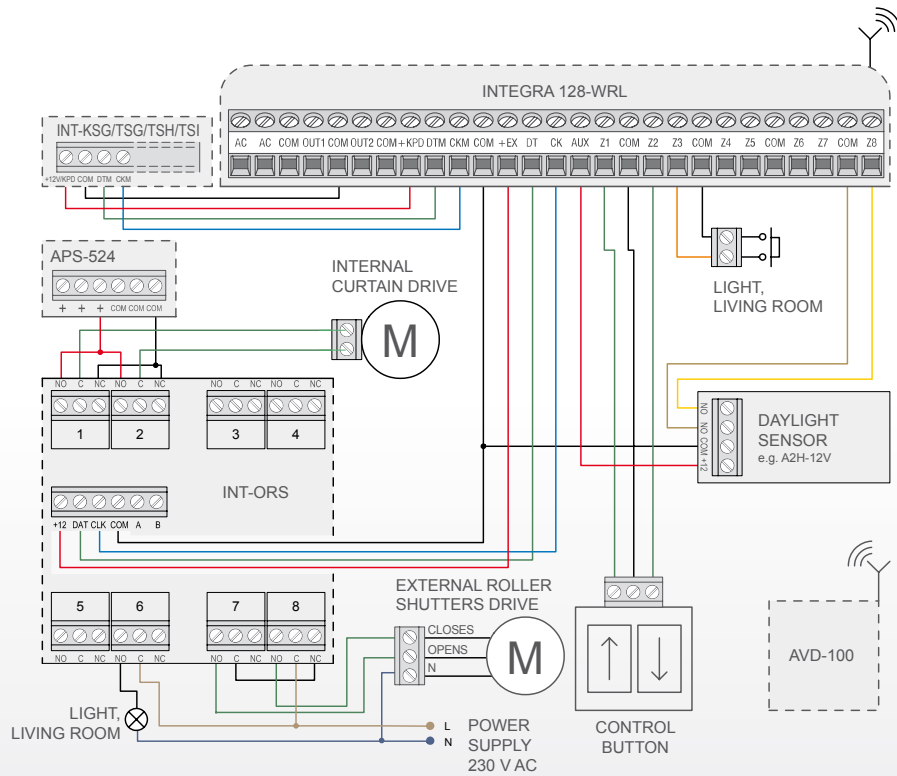 INTEGRA 128-WRL
AC AC COM OUT1 COM OUT2 COM +KPD DTM CKM COM +EX DT CK AUX Z1 COM Z2 Z3 COM Z4 Z5 COM Z6 Z7 COM Z8
INT-KSG/TSG/TSH/TSI
+12V/KPD COM DTM CKM
APS-524
+ + + COM COM COM
INTERNAL
CURTAIN DRIVE
M
LIGHT,
LIVING ROOM
NO C NC NO C NC NO C NC NO C NC
1 2 3 4
INT-ORS
+12 DAT CLK COM A B
5 6 7 8
NO C NC NO C NC NO C NC NO C NC
NO
NO
COM
+12
DAYLIGHT
SENSOR
e.g. A2H-12V
EXTERNAL ROLLER
SHUTTERS DRIVE
CLOSES
OPENS
N
M
CONTROL
BUTTON
AVD-100
LIGHT,
LIVING ROOM
L
N
POWER
SUPPLY
230 V AC